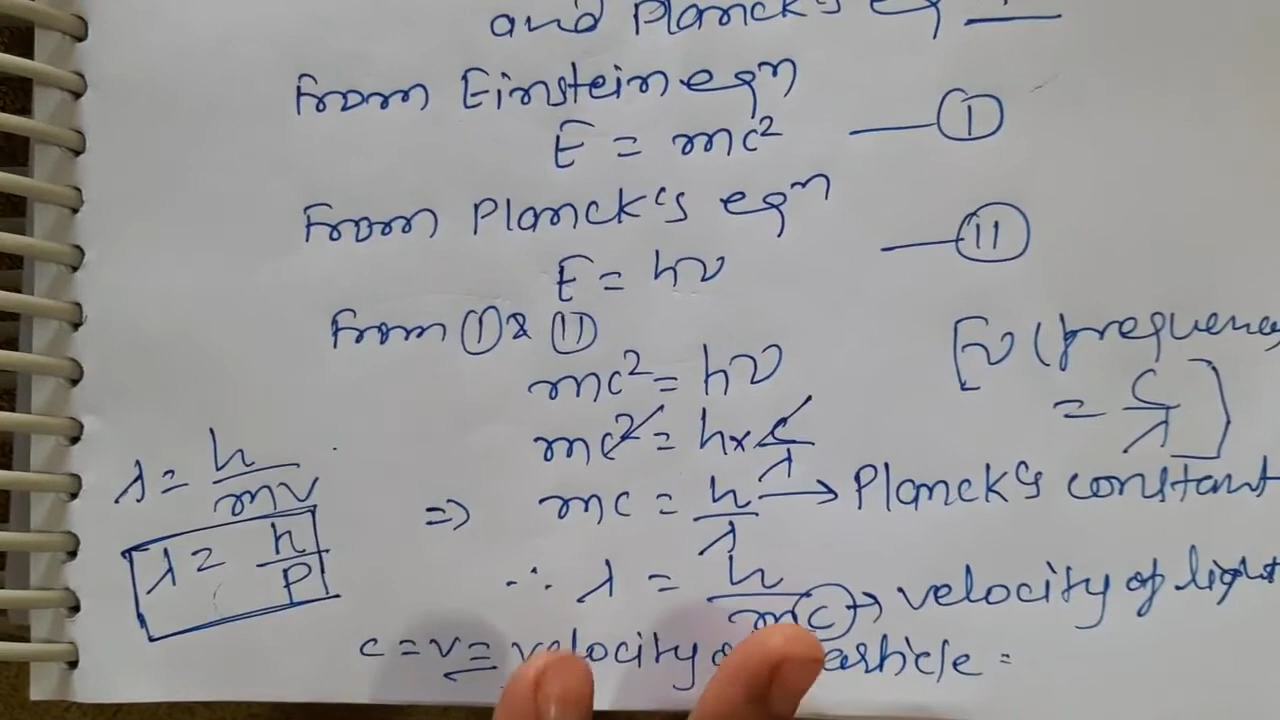 and Planck's eqn
From Einstein eqn
E = mc² — I
From Planck's eqn — II
E = hν
From I & II
mc² = hν
[ν (frequency
= c/λ]
mc² = h× c/λ
⇒ mc = h/λ → Planck's constant
∴ λ = h/mc → velocity of light
c = v = velocity particle =
λ = h/mv
λ = h/p